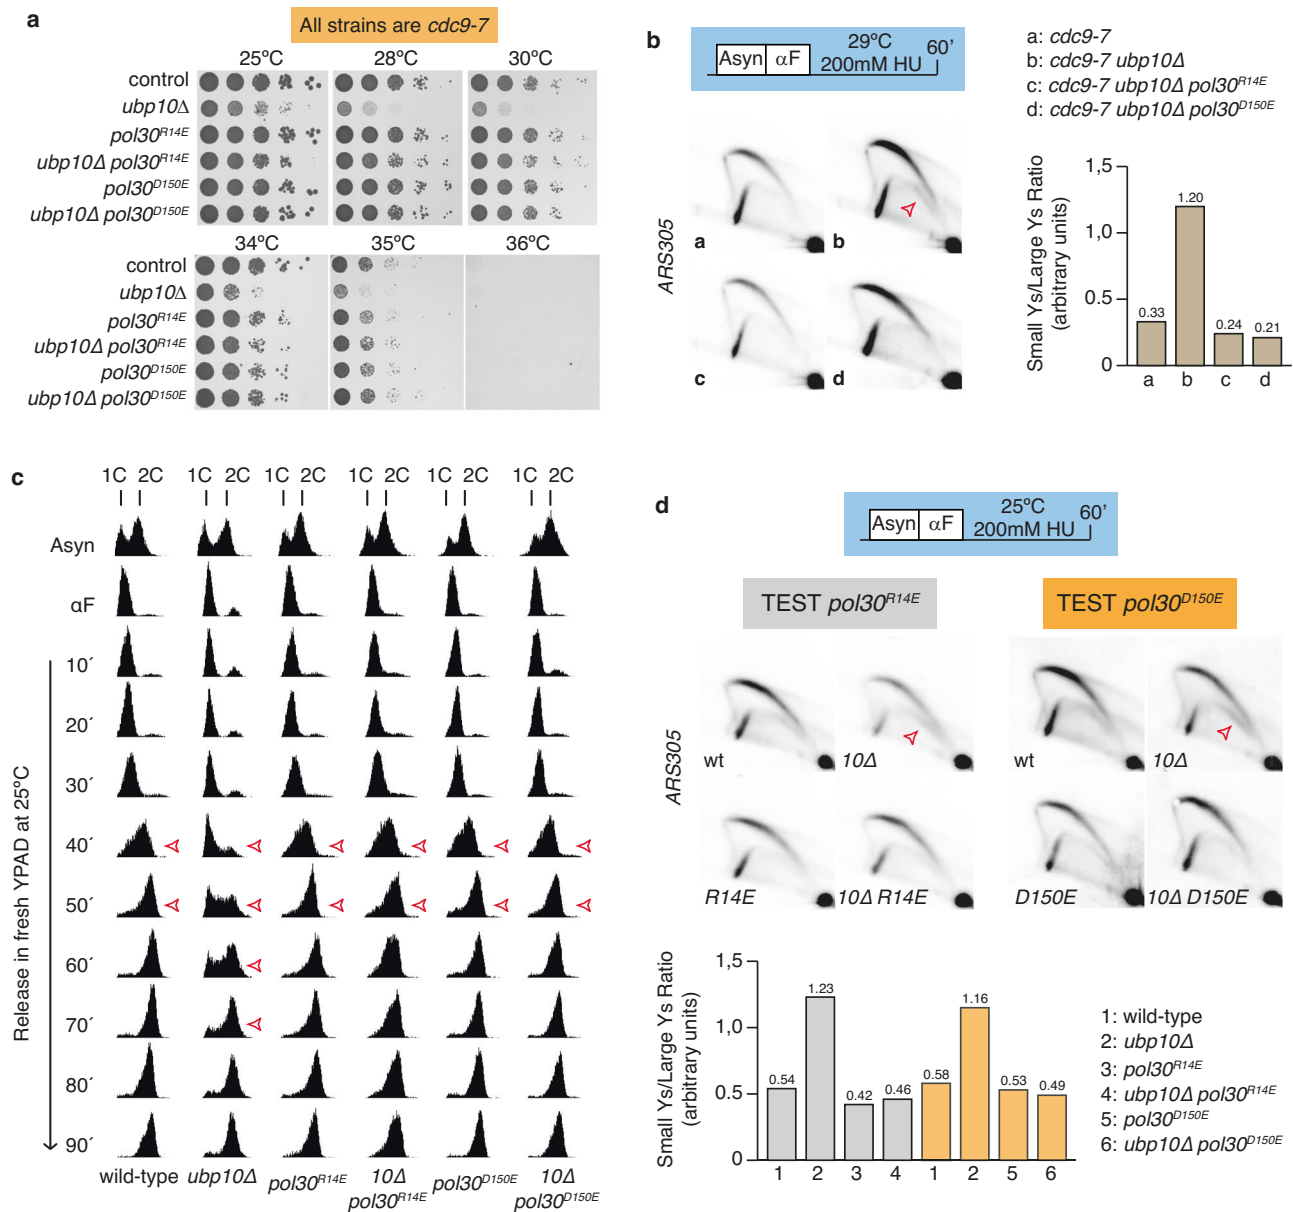 a
All strains are cdc9-7
25ºC 28ºC 30ºC
control
ubp10Δ
pol30R14E
ubp10Δ pol30R14E
pol30D150E
ubp10Δ pol30D150E
34ºC 35ºC 36ºC
control
ubp10Δ
pol30R14E
ubp10Δ pol30R14E
pol30D150E
ubp10Δ pol30D150E
b
Asyn αF 29ºC 200mM HU 60’
a: cdc9-7
b: cdc9-7 ubp10Δ
c: cdc9-7 ubp10Δ pol30R14E
d: cdc9-7 ubp10Δ pol30D150E
ARS305
a b
c d
Small Ys/Large Ys Ratio
(arbitrary units)
1,5
1,0
0.5
0
0.33 1.20 0.24 0.21
a b c d
c
1C 2C 1C 2C 1C 2C 1C 2C 1C 2C 1C 2C
Asyn
αF
Release in fresh YPAD at 25ºC
10´
20´
30´
40´
50´
60´
70´
80´
90´
wild-type ubp10Δ pol30R14E 10Δ pol30R14E pol30D150E 10Δ pol30D150E
d
Asyn αF 25ºC 200mM HU 60’
TEST pol30R14E TEST pol30D150E
ARS305
wt 10Δ wt 10Δ
R14E 10Δ R14E D150E 10Δ D150E
Small Ys/Large Ys Ratio
(arbitrary units)
1,5
1,0
0.5
0
0.54 1.23 0.42 0.46 0.58 1.16 0.53 0.49
1 2 3 4 1 2 5 6
1: wild-type
2: ubp10Δ
3: pol30R14E
4: ubp10Δ pol30R14E
5: pol30D150E
6: ubp10Δ pol30D150E